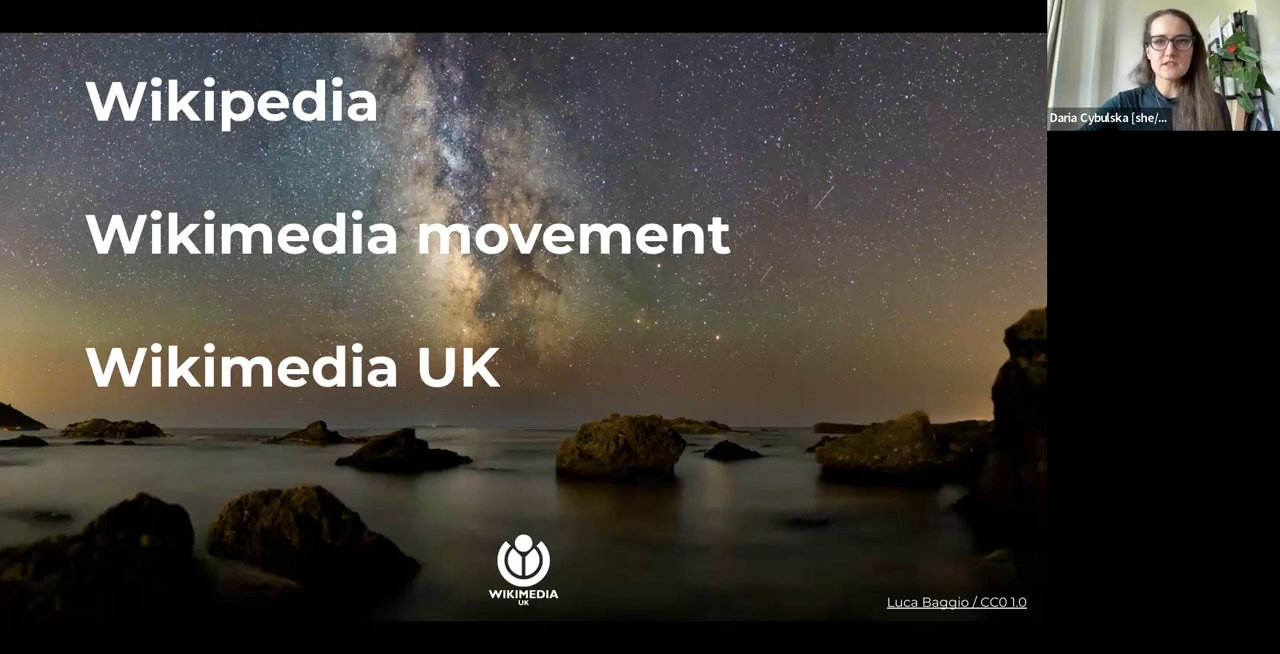 Wikipedia
Wikimedia movement
Wikimedia UK
WIKIMEDIA
UK
Luca Baggio / CC0 1.0
Daria Cybulska [she/...